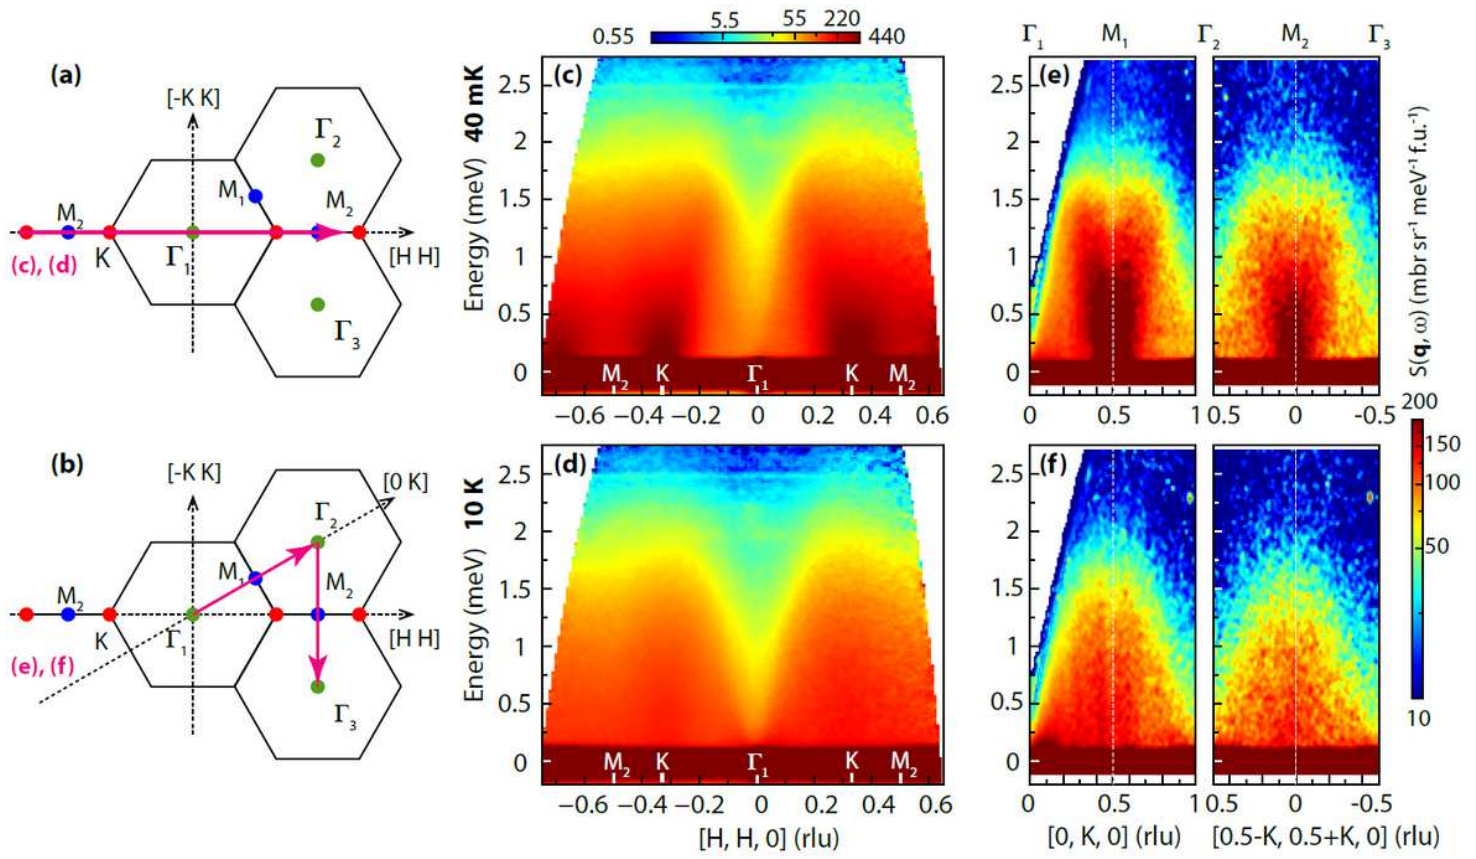 0.55 5.5 55 220 440
(a)
[-K K]
Γ2
M1
M2
M2
K
Γ1
[H H]
Γ3
(c), (d)
40 mK
(c)
Energy (meV)
2.5
2
1.5
1
0.5
0
M2 K Γ1 K M2
−0.6 −0.4 −0.2 0 0.2 0.4 0.6
Γ1 M1 Γ2 M2 Γ3
(e)
2.5
2
1.5
1
0.5
0
0 0.5 1 0.5 0 -0.5
S(q, ω) (mbr sr⁻¹ meV⁻¹ f.u.⁻¹)
(b)
[-K K]
[0 K]
Γ2
M1
M2
M2
K
Γ1
[H H]
Γ3
(e), (f)
10 K
(d)
Energy (meV)
2.5
2
1.5
1
0.5
0
M2 K Γ1 K M2
−0.6 −0.4 −0.2 0 0.2 0.4 0.6
[H, H, 0] (rlu)
(f)
2.5
2
1.5
1
0.5
0
0 0.5 1 0.5 0 -0.5
[0, K, 0] (rlu) [0.5-K, 0.5+K, 0] (rlu)
200
150
100
50
10